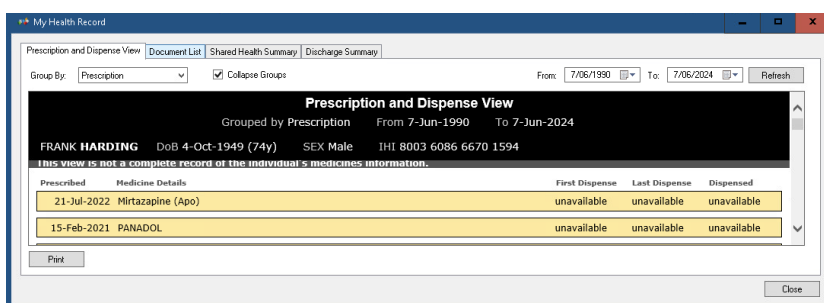 My Health Record
Prescription and Dispense View Document List Shared Health Summary Discharge Summary
Group By: Prescription Collapse Groups From: 7/06/1990 To: 7/06/2024 Refresh
Prescription and Dispense View
Grouped by Prescription From 7-Jun-1990 To 7-Jun-2024
FRANK HARDING DoB 4-Oct-1949 (74y) SEX Male IHI 8003 6086 6670 1594
This view is not a complete record of the individual's medicines information.
Prescribed Medicine Details First Dispense Last Dispense Dispensed
21-Jul-2022 Mirtazapine (Apo) unavailable unavailable unavailable
15-Feb-2021 PANADOL unavailable unavailable unavailable
Print
Close